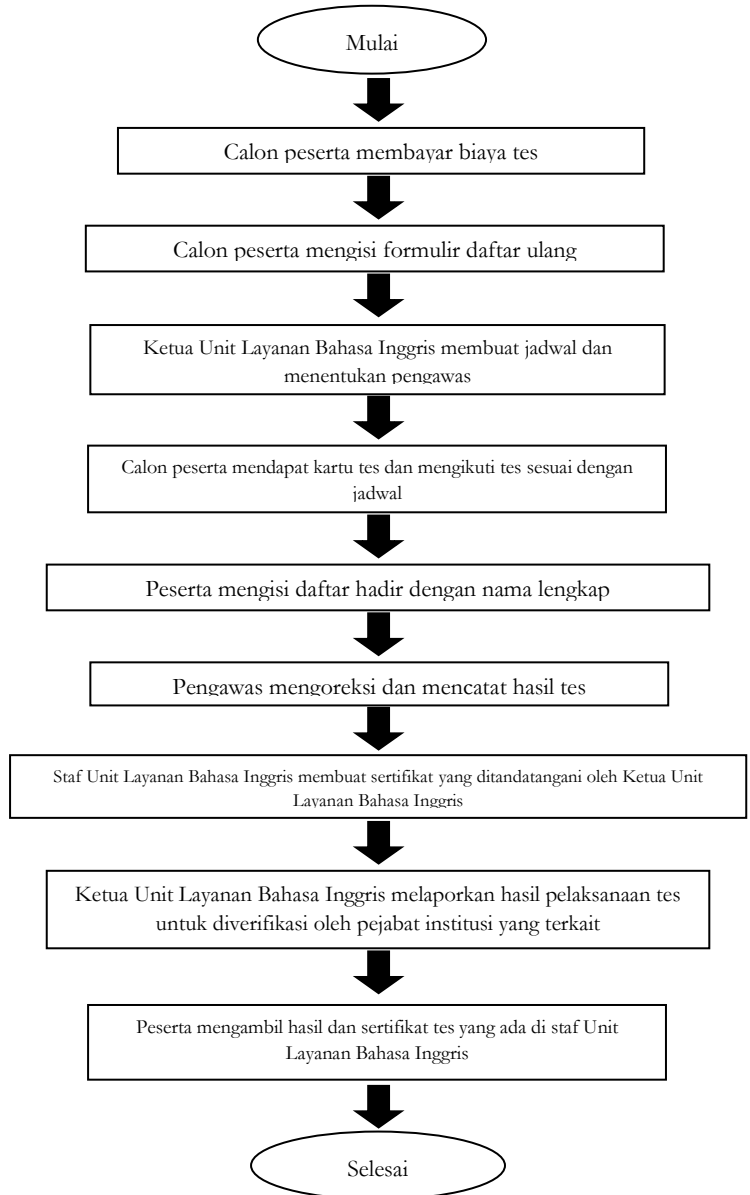 Mulai
Calon peserta membayar biaya tes
Calon peserta mengisi formulir daftar ulang
Ketua Unit Layanan Bahasa Inggris membuat jadwal dan
menentukan pengawas
Calon peserta mendapat kartu tes dan mengikuti tes sesuai dengan
jadwal
Peserta mengisi daftar hadir dengan nama lengkap
Pengawas mengoreksi dan mencatat hasil tes
Staf Unit Layanan Bahasa Inggris membuat sertifikat yang ditandatangani oleh Ketua Unit
Layanan Bahasa Inggris
Ketua Unit Layanan Bahasa Inggris melaporkan hasil pelaksanaan tes
untuk diverifikasi oleh pejabat institusi yang terkait
Peserta mengambil hasil dan sertifikat tes yang ada di staf Unit
Layanan Bahasa Inggris
Selesai